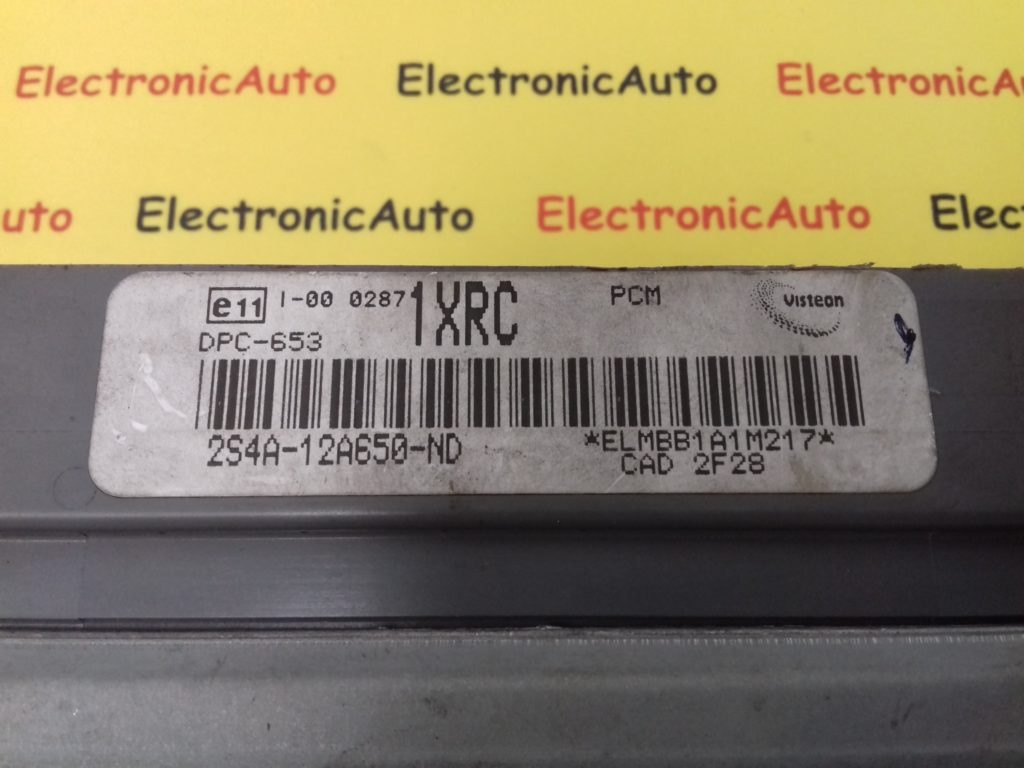 ElectronicAuto ElectronicAuto ElectronicA
uto ElectronicAuto ElectronicAuto Elec
e11 I-00 0287 1XRC PCM Visteon
DPC-653
2S4A-12A650-ND *ELMBB1A1M217*
CAD 2F28